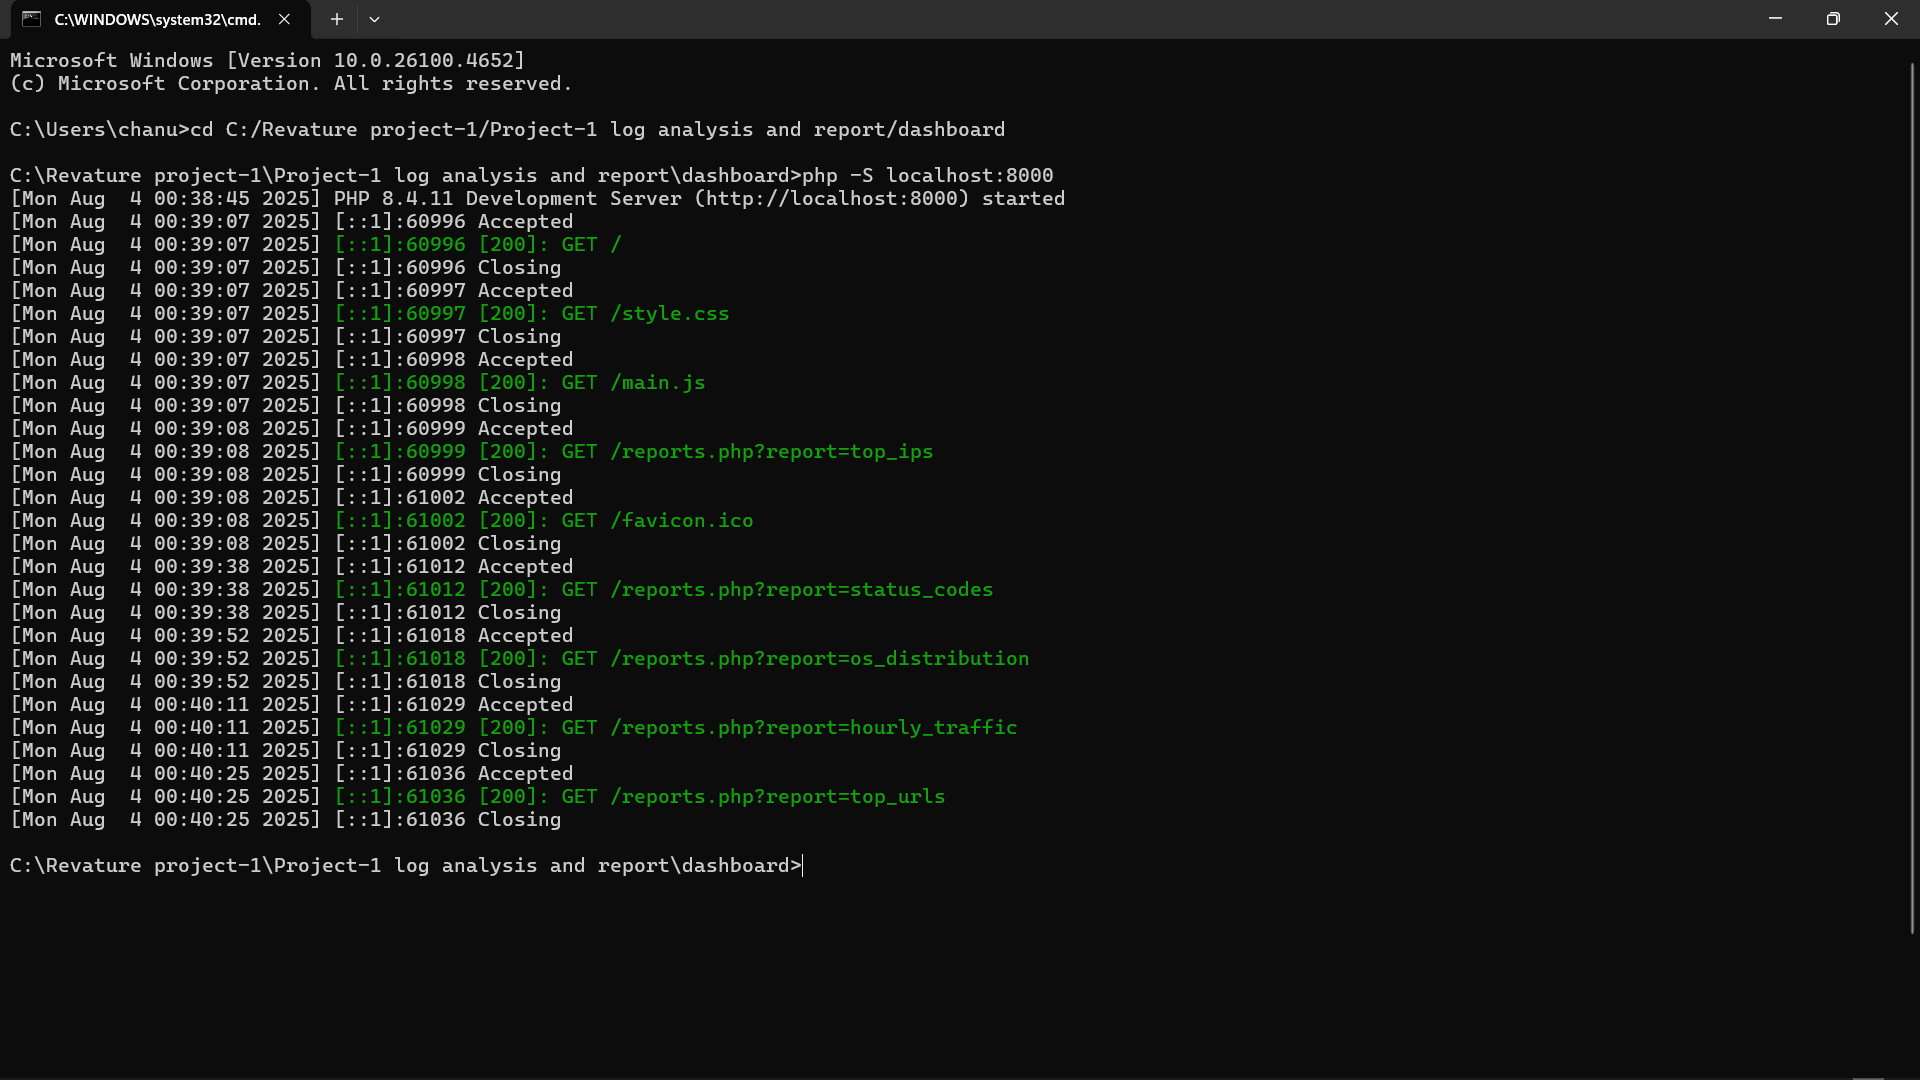 C:\WINDOWS\system32\cmd.
Microsoft Windows [Version 10.0.26100.4652]
(c) Microsoft Corporation. All rights reserved.
C:\Users\chanu>cd C:/Revature project-1/Project-1 log analysis and report/dashboard
C:\Revature project-1\Project-1 log analysis and report\dashboard>php -S localhost:8000
[Mon Aug  4 00:38:45 2025] PHP 8.4.11 Development Server (http://localhost:8000) started
[Mon Aug  4 00:39:07 2025] [::1]:60996 Accepted
[Mon Aug  4 00:39:07 2025] [::1]:60996 [200]: GET /
[Mon Aug  4 00:39:07 2025] [::1]:60996 Closing
[Mon Aug  4 00:39:07 2025] [::1]:60997 Accepted
[Mon Aug  4 00:39:07 2025] [::1]:60997 [200]: GET /style.css
[Mon Aug  4 00:39:07 2025] [::1]:60997 Closing
[Mon Aug  4 00:39:07 2025] [::1]:60998 Accepted
[Mon Aug  4 00:39:07 2025] [::1]:60998 [200]: GET /main.js
[Mon Aug  4 00:39:07 2025] [::1]:60998 Closing
[Mon Aug  4 00:39:08 2025] [::1]:60999 Accepted
[Mon Aug  4 00:39:08 2025] [::1]:60999 [200]: GET /reports.php?report=top_ips
[Mon Aug  4 00:39:08 2025] [::1]:60999 Closing
[Mon Aug  4 00:39:08 2025] [::1]:61002 Accepted
[Mon Aug  4 00:39:08 2025] [::1]:61002 [200]: GET /favicon.ico
[Mon Aug  4 00:39:08 2025] [::1]:61002 Closing
[Mon Aug  4 00:39:38 2025] [::1]:61012 Accepted
[Mon Aug  4 00:39:38 2025] [::1]:61012 [200]: GET /reports.php?report=status_codes
[Mon Aug  4 00:39:38 2025] [::1]:61012 Closing
[Mon Aug  4 00:39:52 2025] [::1]:61018 Accepted
[Mon Aug  4 00:39:52 2025] [::1]:61018 [200]: GET /reports.php?report=os_distribution
[Mon Aug  4 00:39:52 2025] [::1]:61018 Closing
[Mon Aug  4 00:40:11 2025] [::1]:61029 Accepted
[Mon Aug  4 00:40:11 2025] [::1]:61029 [200]: GET /reports.php?report=hourly_traffic
[Mon Aug  4 00:40:11 2025] [::1]:61029 Closing
[Mon Aug  4 00:40:25 2025] [::1]:61036 Accepted
[Mon Aug  4 00:40:25 2025] [::1]:61036 [200]: GET /reports.php?report=top_urls
[Mon Aug  4 00:40:25 2025] [::1]:61036 Closing
C:\Revature project-1\Project-1 log analysis and report\dashboard>